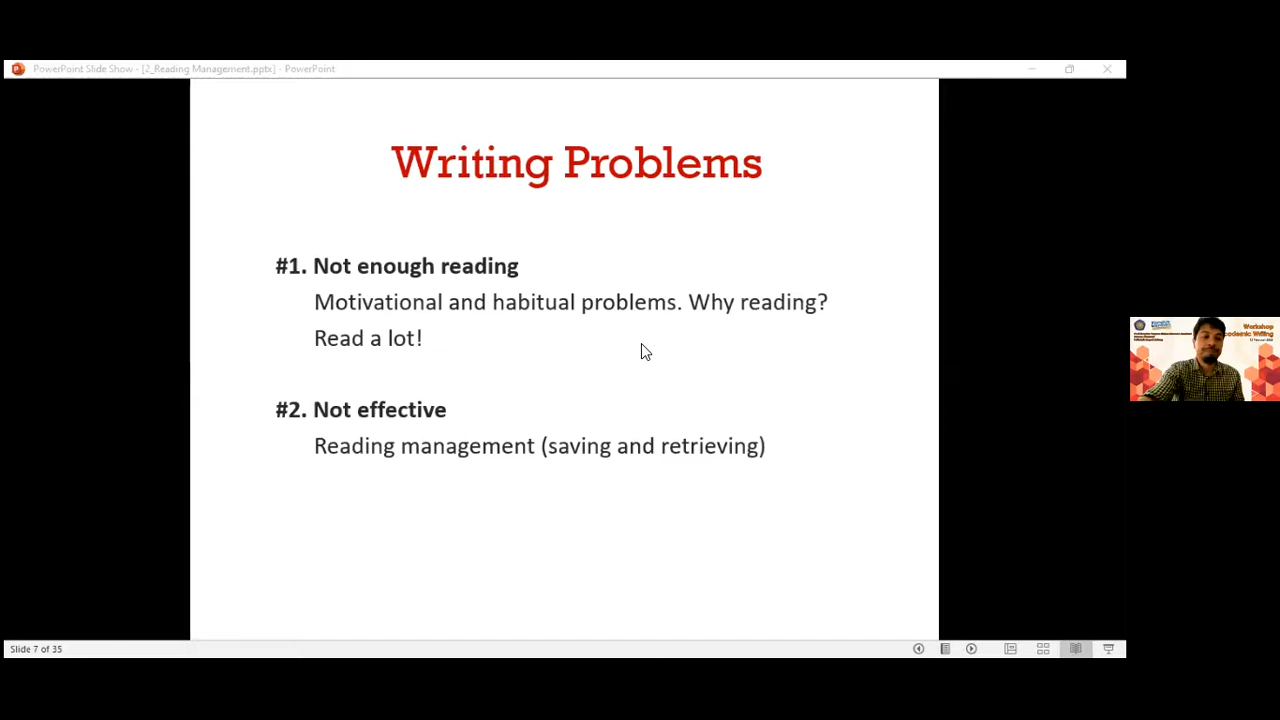 PowerPoint Slide Show - [2_Reading Management.pptx] - PowerPoint
Writing Problems
#1. Not enough reading
Motivational and habitual problems. Why reading?
Read a lot!
#2. Not effective
Reading management (saving and retrieving)
Workshop
Academic Writing
Slide 7 of 35